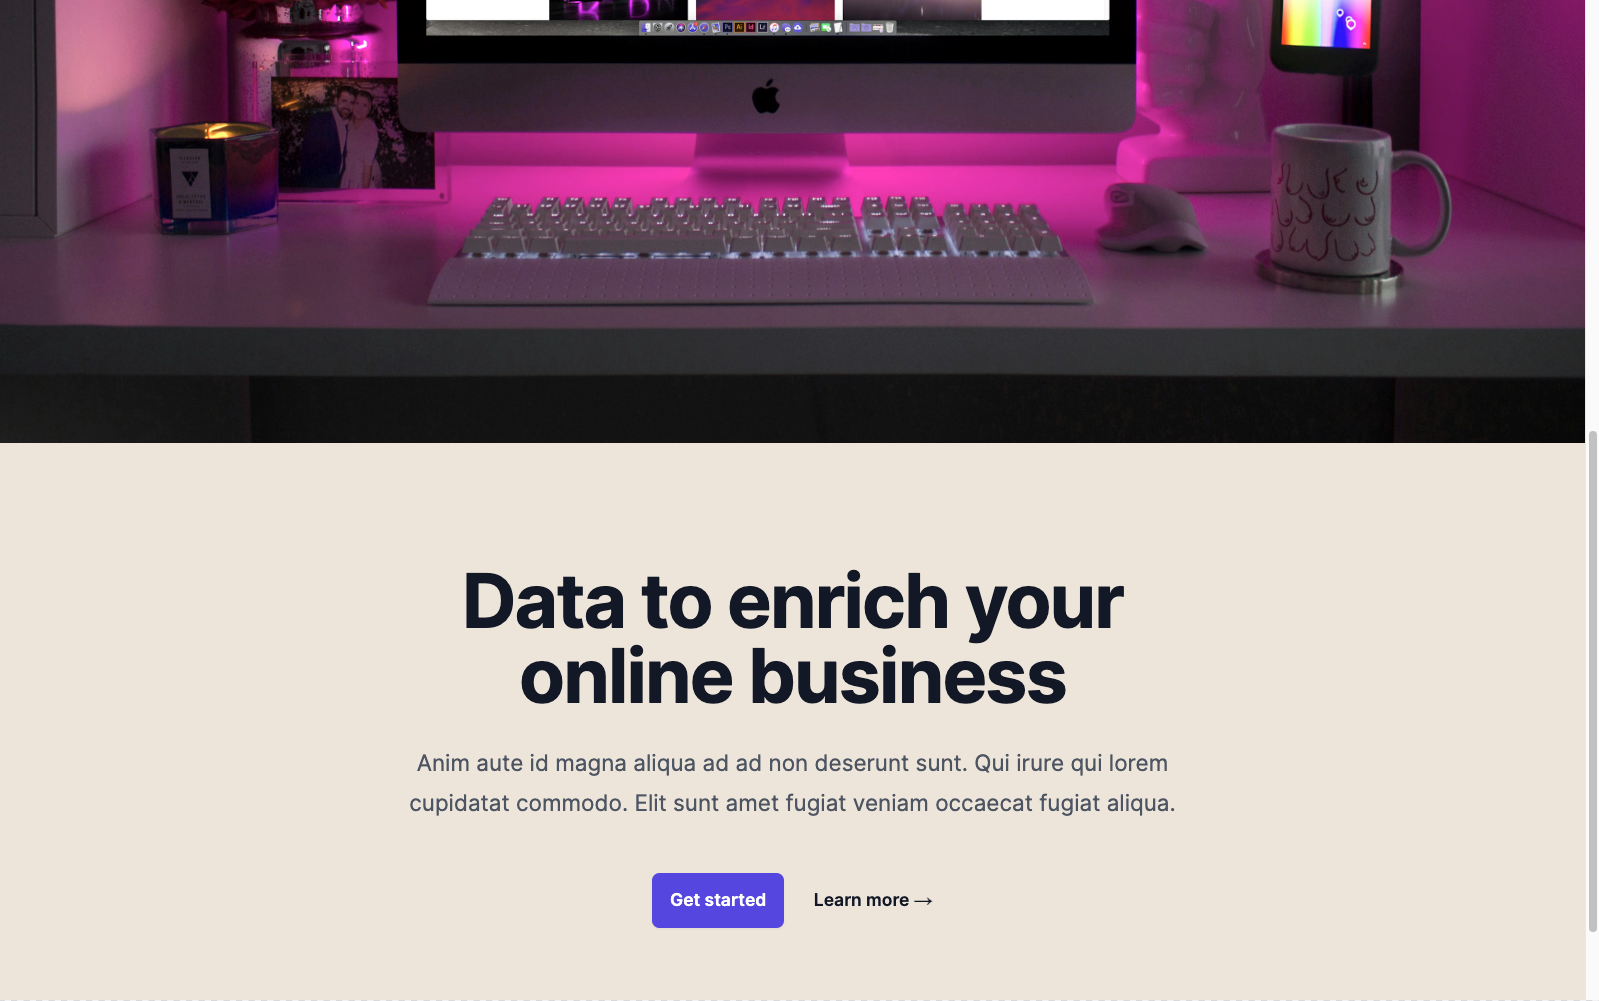 Data to enrich your
online business
Anim aute id magna aliqua ad ad non deserunt sunt. Qui irure qui lorem
cupidatat commodo. Elit sunt amet fugiat veniam occaecat fugiat aliqua.
Get started
Learn more →